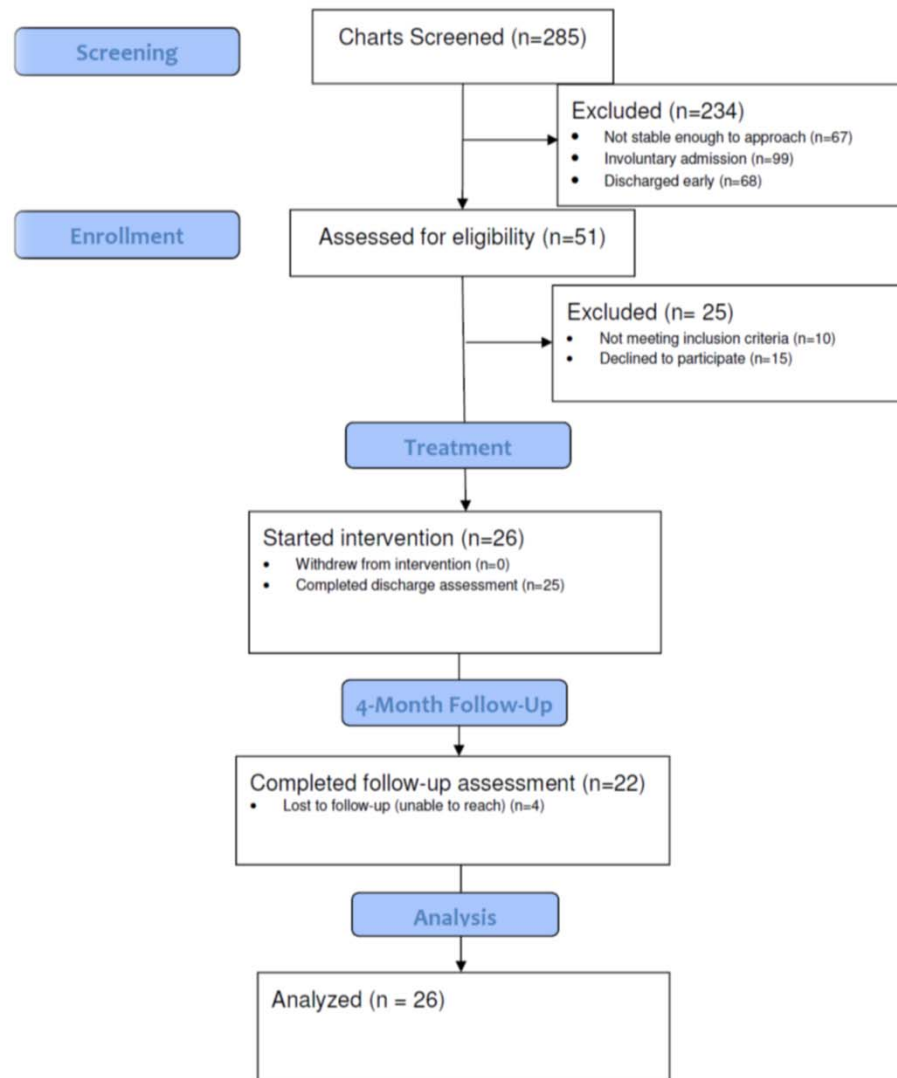 Screening
Charts Screened (n=285)
Excluded (n=234)
• Not stable enough to approach (n=67)
• Involuntary admission (n=99)
• Discharged early (n=68)
Enrollment
Assessed for eligibility (n=51)
Excluded (n= 25)
• Not meeting inclusion criteria (n=10)
• Declined to participate (n=15)
Treatment
Started intervention (n=26)
• Withdrew from intervention (n=0)
• Completed discharge assessment (n=25)
4-Month Follow-Up
Completed follow-up assessment (n=22)
• Lost to follow-up (unable to reach) (n=4)
Analysis
Analyzed (n = 26)